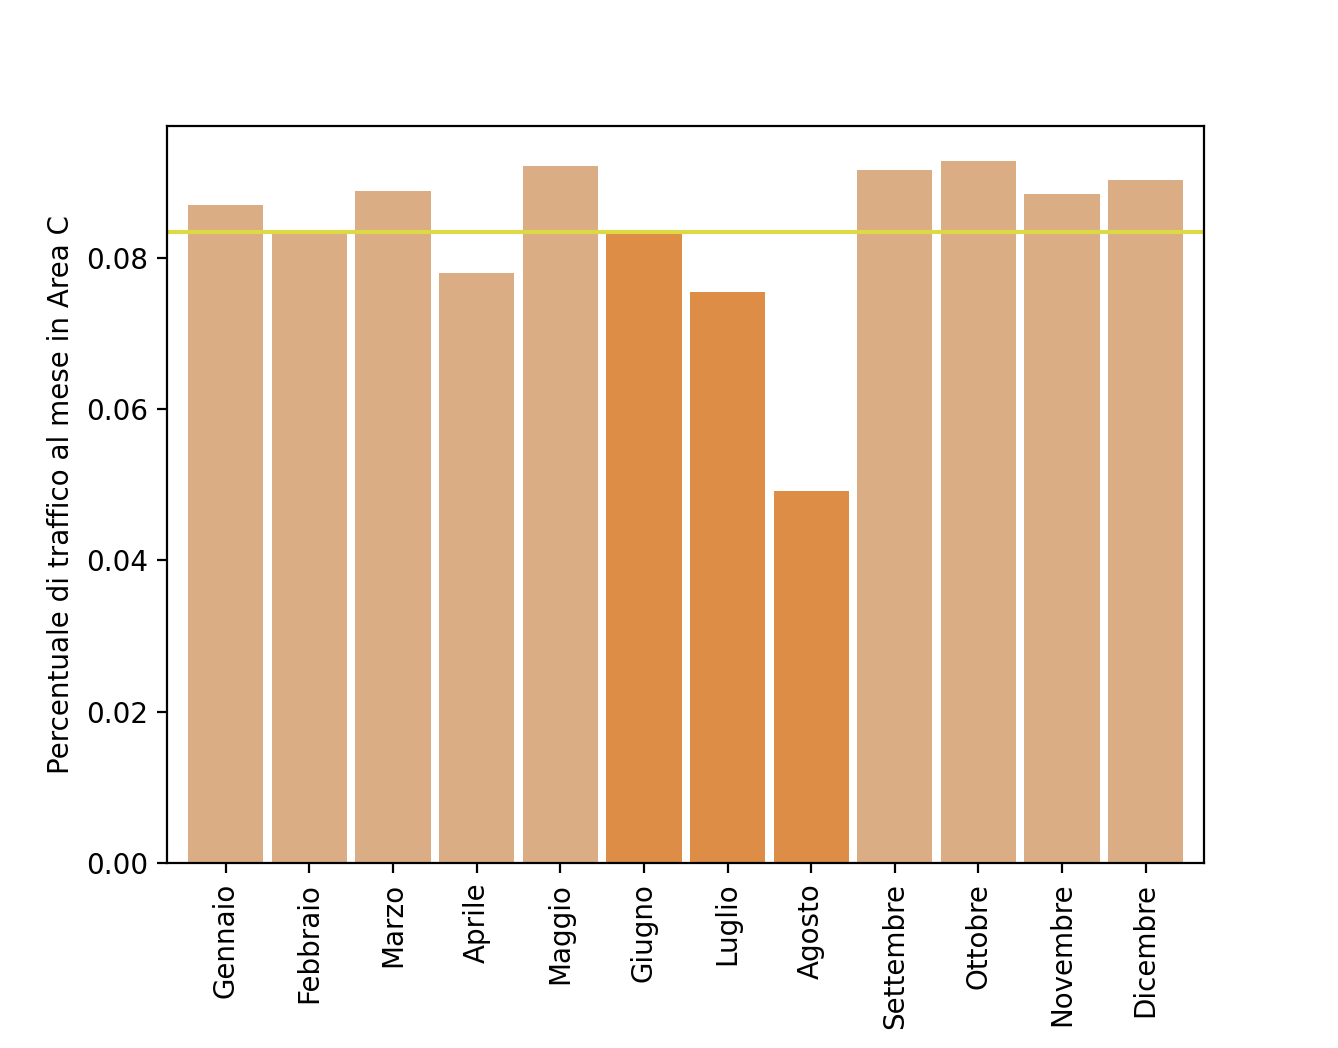 Percentuale di traffico al mese in Area C
0.08
0.06
0.04
0.02
0.00
Gennaio
Febbraio
Marzo
Aprile
Maggio
Giugno
Luglio
Agosto
Settembre
Ottobre
Novembre
Dicembre